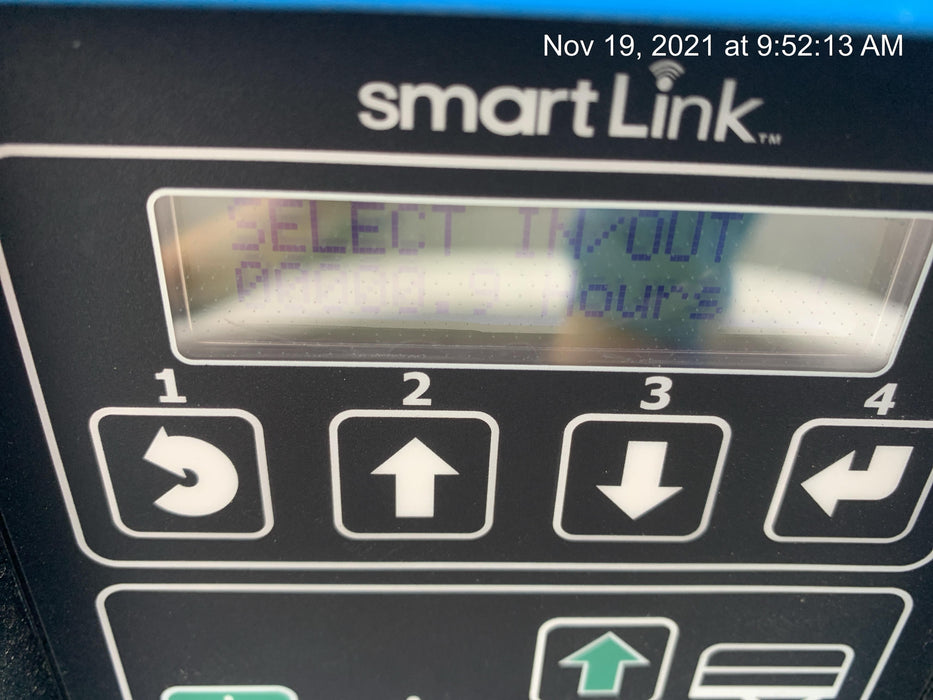 Nov 19, 2021 at 9:52:13 AM
smartLink™
SELECT IN/OUT
Hours
1 2 3 4